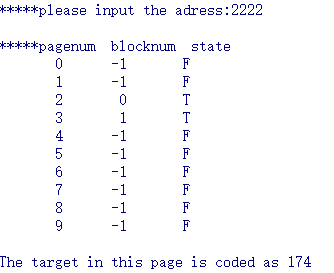 *****please input the adress:2222
*****pagenum blocknum state
0 -1 F
1 -1 F
2 0 T
3 1 T
4 -1 F
5 -1 F
6 -1 F
7 -1 F
8 -1 F
9 -1 F
The target in this page is coded as 174